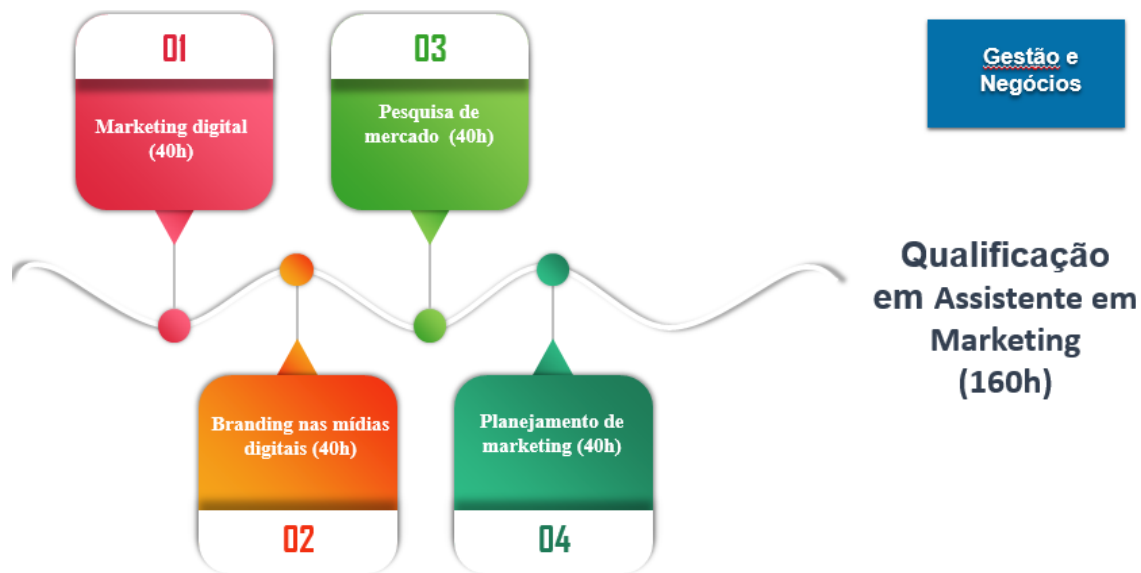 01
Marketing digital
(40h)
02
Branding nas mídias
digitais (40h)
03
Pesquisa de
mercado (40h)
04
Planejamento de
marketing (40h)
Gestão e
Negócios
Qualificação
em Assistente em
Marketing
(160h)